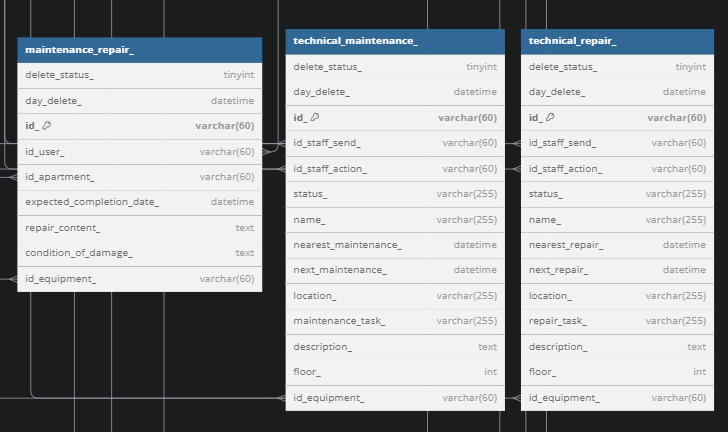 maintenance_repair_
delete_status_ tinyint
day_delete_ datetime
id_ varchar(60)
id_user_ varchar(60)
id_apartment_ varchar(60)
expected_completion_date_ datetime
repair_content_ text
condition_of_damage_ text
id_equipment_ varchar(60)
technical_maintenance_
delete_status_ tinyint
day_delete_ datetime
id_ varchar(60)
id_staff_send_ varchar(60)
id_staff_action_ varchar(60)
status_ varchar(255)
name_ varchar(255)
nearest_maintenance_ datetime
next_maintenance_ datetime
location_ varchar(255)
maintenance_task_ varchar(255)
description_ text
floor_ int
id_equipment_ varchar(60)
technical_repair_
delete_status_ tinyint
day_delete_ datetime
id_ varchar(60)
id_staff_send_ varchar(60)
id_staff_action_ varchar(60)
status_ varchar(255)
name_ varchar(255)
nearest_repair_ datetime
next_repair_ datetime
location_ varchar(255)
repair_task_ varchar(255)
description_ text
floor_ int
id_equipment_ varchar(60)